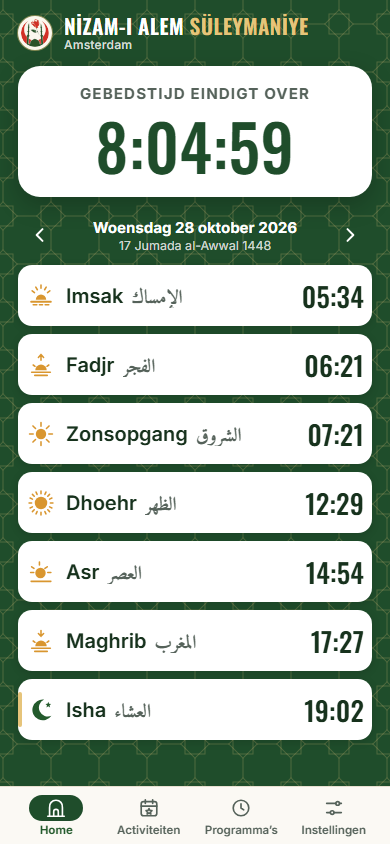 NİZAM-I ALEM SÜLEYMANİYE
Amsterdam
GEBEDSTIJD EINDIGT OVER
8:04:59
Woensdag 28 oktober 2026
17 Jumada al-Awwal 1448
Imsak الإمساك 05:34
Fadjr الفجر 06:21
Zonsopgang الشروق 07:21
Dhoehr الظهر 12:29
Asr العصر 14:54
Maghrib المغرب 17:27
Isha العشاء 19:02
Home Activiteiten Programma's Instellingen